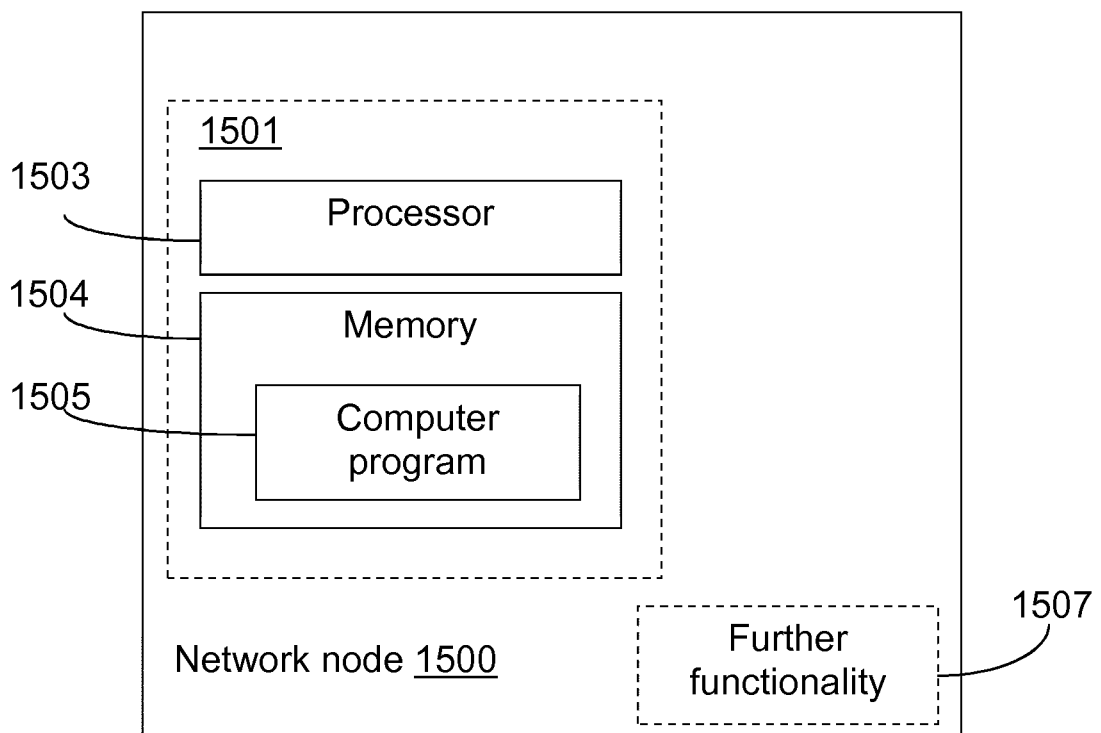 1501
1503
Processor
1504
Memory
1505
Computer
program
1507
Further
functionality
Network node 1500